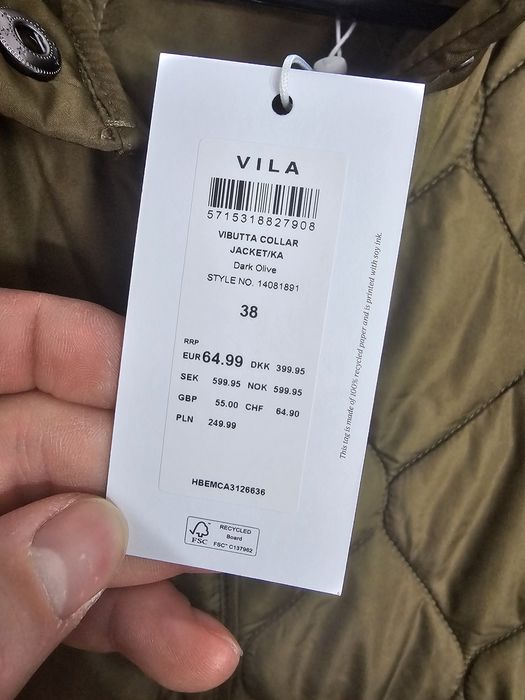 VILA
5715318827908
VIBUTTA COLLAR
JACKET/KA
Dark Olive
STYLE NO. 14081891
38
RRP
EUR 64.99 DKK 399.95
SEK 599.95 NOK 599.95
GBP 55.00 CHF 64.90
PLN 249.99
HBEMCA3126636
FSC
RECYCLED
Board
FSC™ C137962
This tag is made of 100% recycled paper and is printed with soy ink.